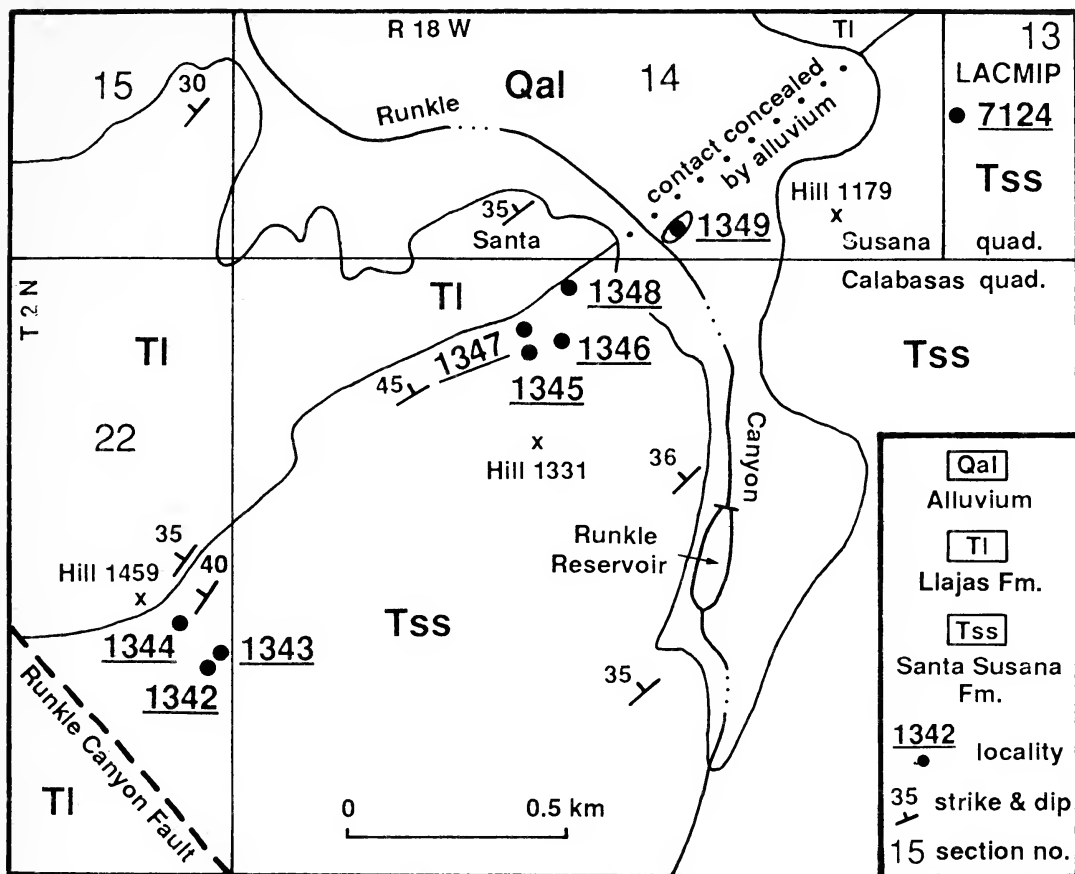 R 18 W
Tl
13
15
30
Qal
14
LACMIP
7124
Runkle
contact concealed
by alluvium
Tss
Hill 1179
x
35
Santa
1349
Susana
quad.
T 2 N
Tl
1348
Calabasas quad.
Tl
1347
1346
Tss
45
1345
22
x
Hill 1331
36
Canyon
Qal
Alluvium
35
40
Runkle
Reservoir
Tl
Llajas Fm.
Hill 1459
x
Tss
Tss
Santa Susana
Fm.
1344
1343
1342
35
Runkle Canyon Fault
1342
locality
Tl
0
0.5 km
35
strike & dip
15 section no.